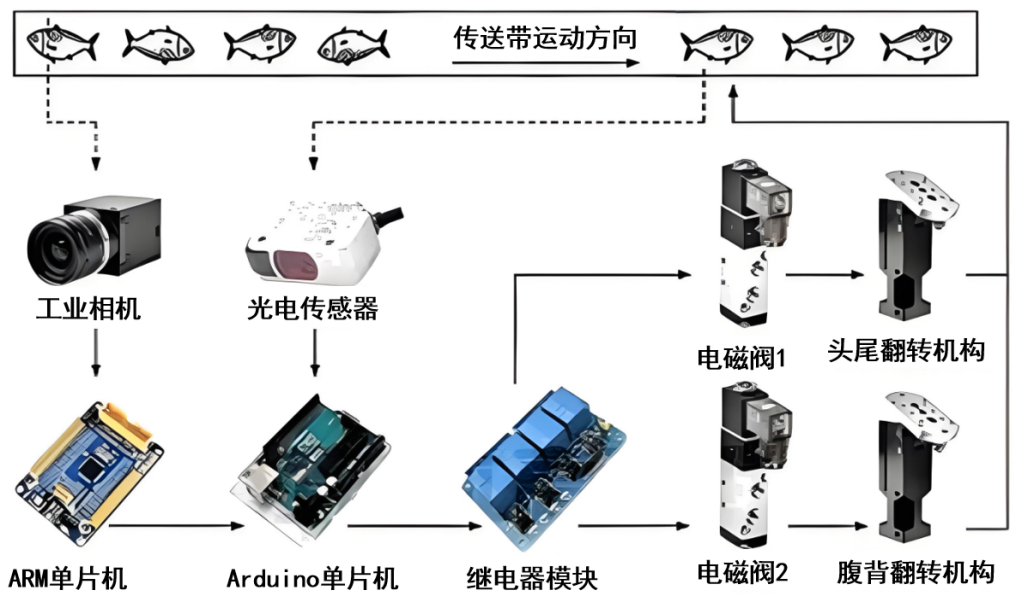 传送带运动方向
工业相机
光电传感器
电磁阀1
头尾翻转机构
ARM单片机
Arduino单片机
继电器模块
电磁阀2
腹背翻转机构